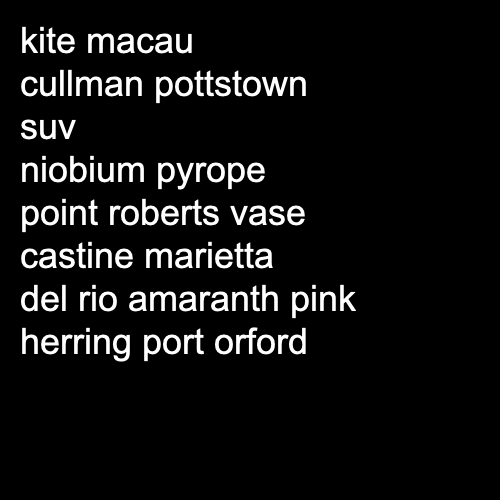 kite macau
cullman pottstown
suv
niobium pyrope
point roberts vase
castine marietta
del rio amaranth pink
herring port orford